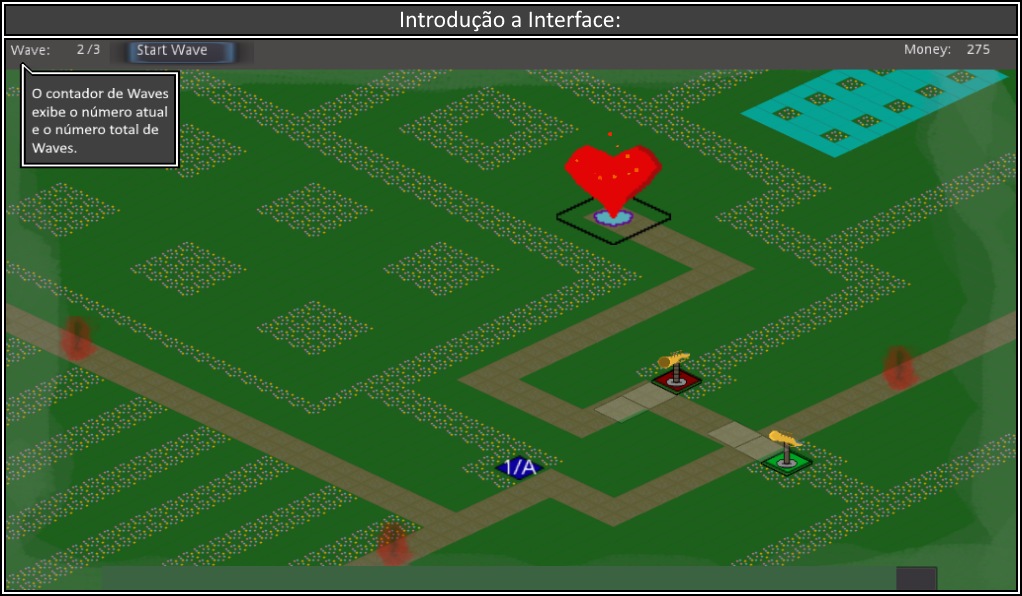 Introdução a Interface:
Wave: 2/3 Start Wave Money: 275
O contador de Waves
exibe o número atual
e o número total de
Waves.
1/A